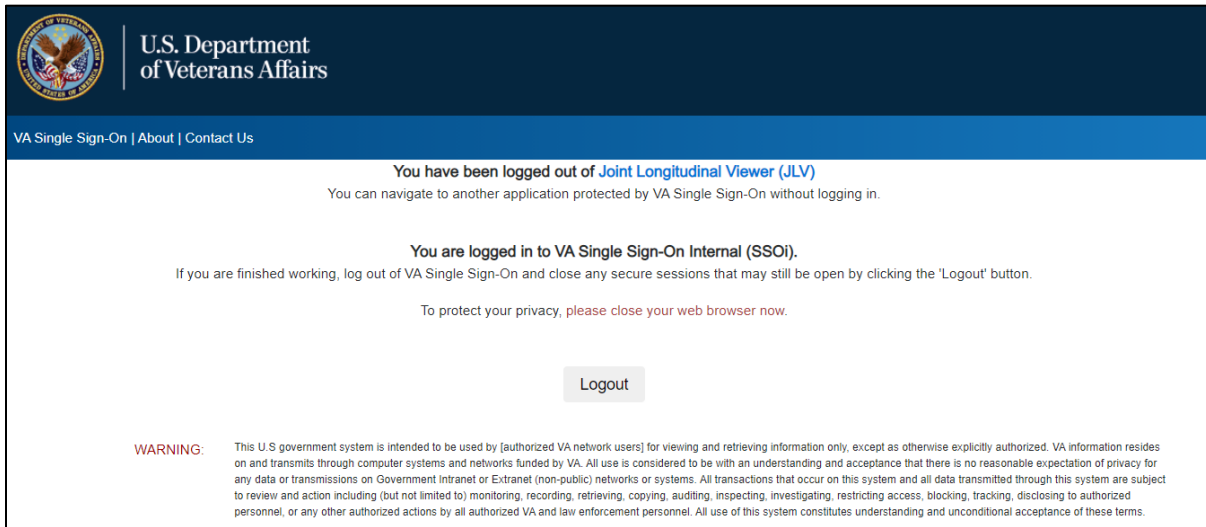 U.S. Department
of Veterans Affairs
VA Single Sign-On | About | Contact Us
You have been logged out of Joint Longitudinal Viewer (JLV)
You can navigate to another application protected by VA Single Sign-On without logging in.
You are logged in to VA Single Sign-On Internal (SSOi).
If you are finished working, log out of VA Single Sign-On and close any secure sessions that may still be open by clicking the 'Logout' button.
To protect your privacy, please close your web browser now.
Logout
WARNING: This U.S government system is intended to be used by [authorized VA network users] for viewing and retrieving information only, except as otherwise explicitly authorized. VA information resides
on and transmits through computer systems and networks funded by VA. All use is considered to be with an understanding and acceptance that there is no reasonable expectation of privacy for
any data or transmissions on Government Intranet or Extranet (non-public) networks or systems. All transactions that occur on this system and all data transmitted through this system are subject
to review and action including (but not limited to) monitoring, recording, retrieving, copying, auditing, inspecting, investigating, restricting access, blocking, tracking, disclosing to authorized
personnel, or any other authorized actions by all authorized VA and law enforcement personnel. All use of this system constitutes understanding and unconditional acceptance of these terms.